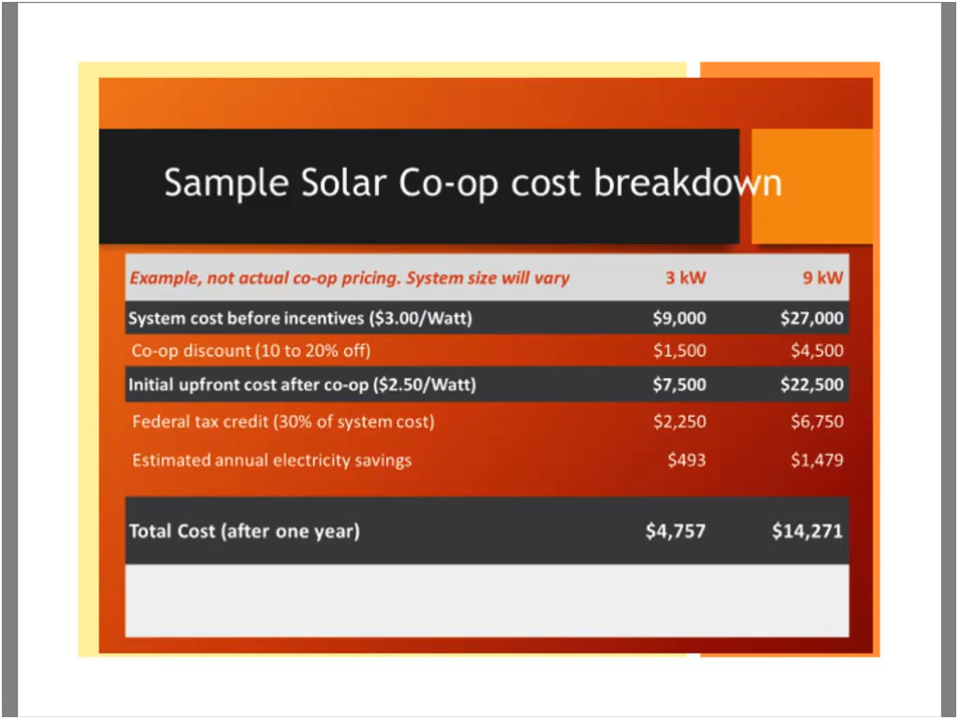 Sample Solar Co-op cost breakdown
Example, not actual co-op pricing. System size will vary 3 kW 9 kW
System cost before incentives ($3.00/Watt) $9,000 $27,000
Co-op discount (10 to 20% off) $1,500 $4,500
Initial upfront cost after co-op ($2.50/Watt) $7,500 $22,500
Federal tax credit (30% of system cost) $2,250 $6,750
Estimated annual electricity savings $493 $1,479
Total Cost (after one year) $4,757 $14,271